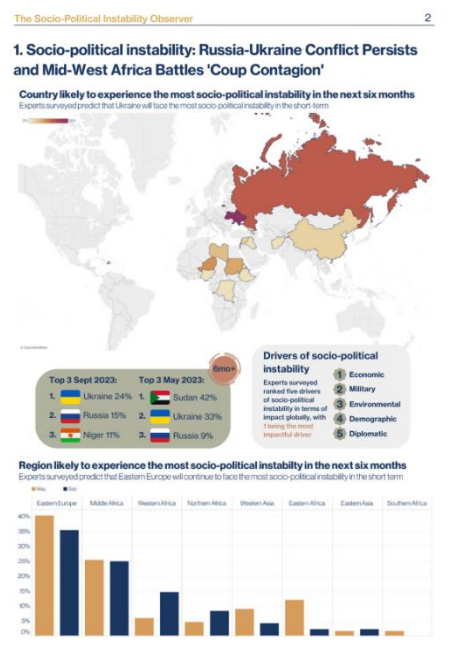 The Socio-Political Instability Observer
2
1. Socio-political instability: Russia-Ukraine Conflict Persists
and Mid-West Africa Battles 'Coup Contagion'
Country likely to experience the most socio-political instability in the next six months
Experts surveyed predict that Ukraine will face the most socio-political instability in the short-term
6mo+
Top 3 Sept 2023:
1. Ukraine 24%
2. Russia 15%
3. Niger 11%
Top 3 May 2023:
1. Sudan 42%
2. Ukraine 33%
3. Russia 9%
Drivers of socio-political
instability
Experts surveyed
ranked five drivers
of socio-political
instability in terms of
impact globally, with
1 being the most
impactful driver
1 Economic
2 Military
3 Environmental
4 Demographic
5 Diplomatic
Region likely to experience the most socio-political instabilty in the next six months
Experts surveyed predict that Eastern Europe will continue to face the most socio-political instability in the short term
May
Sep
Eastern Europe Middle Africa Western Africa Northern Africa Western Asia Eastern Africa Eastern Asia Southern Africa
40%
35%
30%
25%
20%
15%
10%
5%
0%